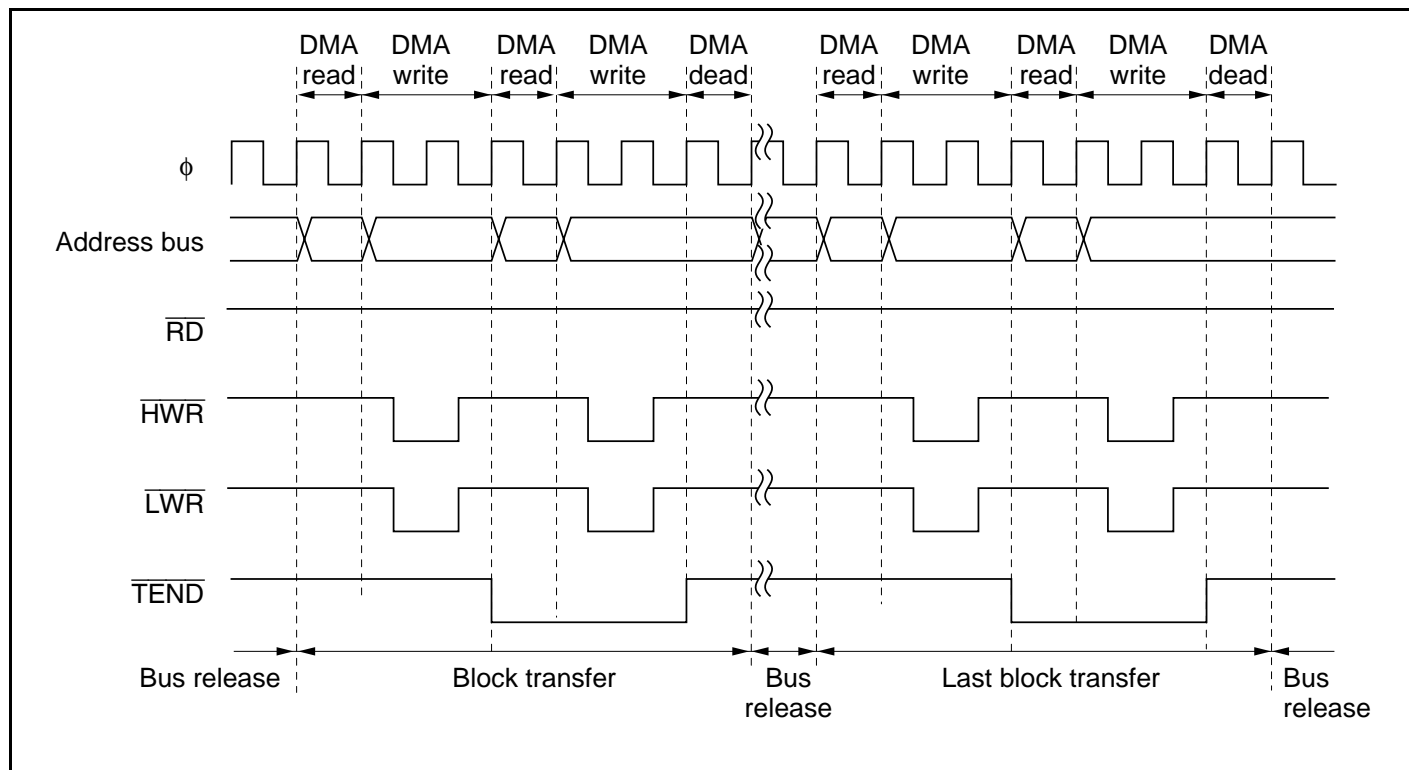 DMA read
DMA write
DMA read
DMA write
DMA dead
DMA read
DMA write
DMA read
DMA write
DMA dead
ϕ
Address bus
RD
HWR
LWR
TEND
Bus release
Block transfer
Bus release
Last block transfer
Bus release